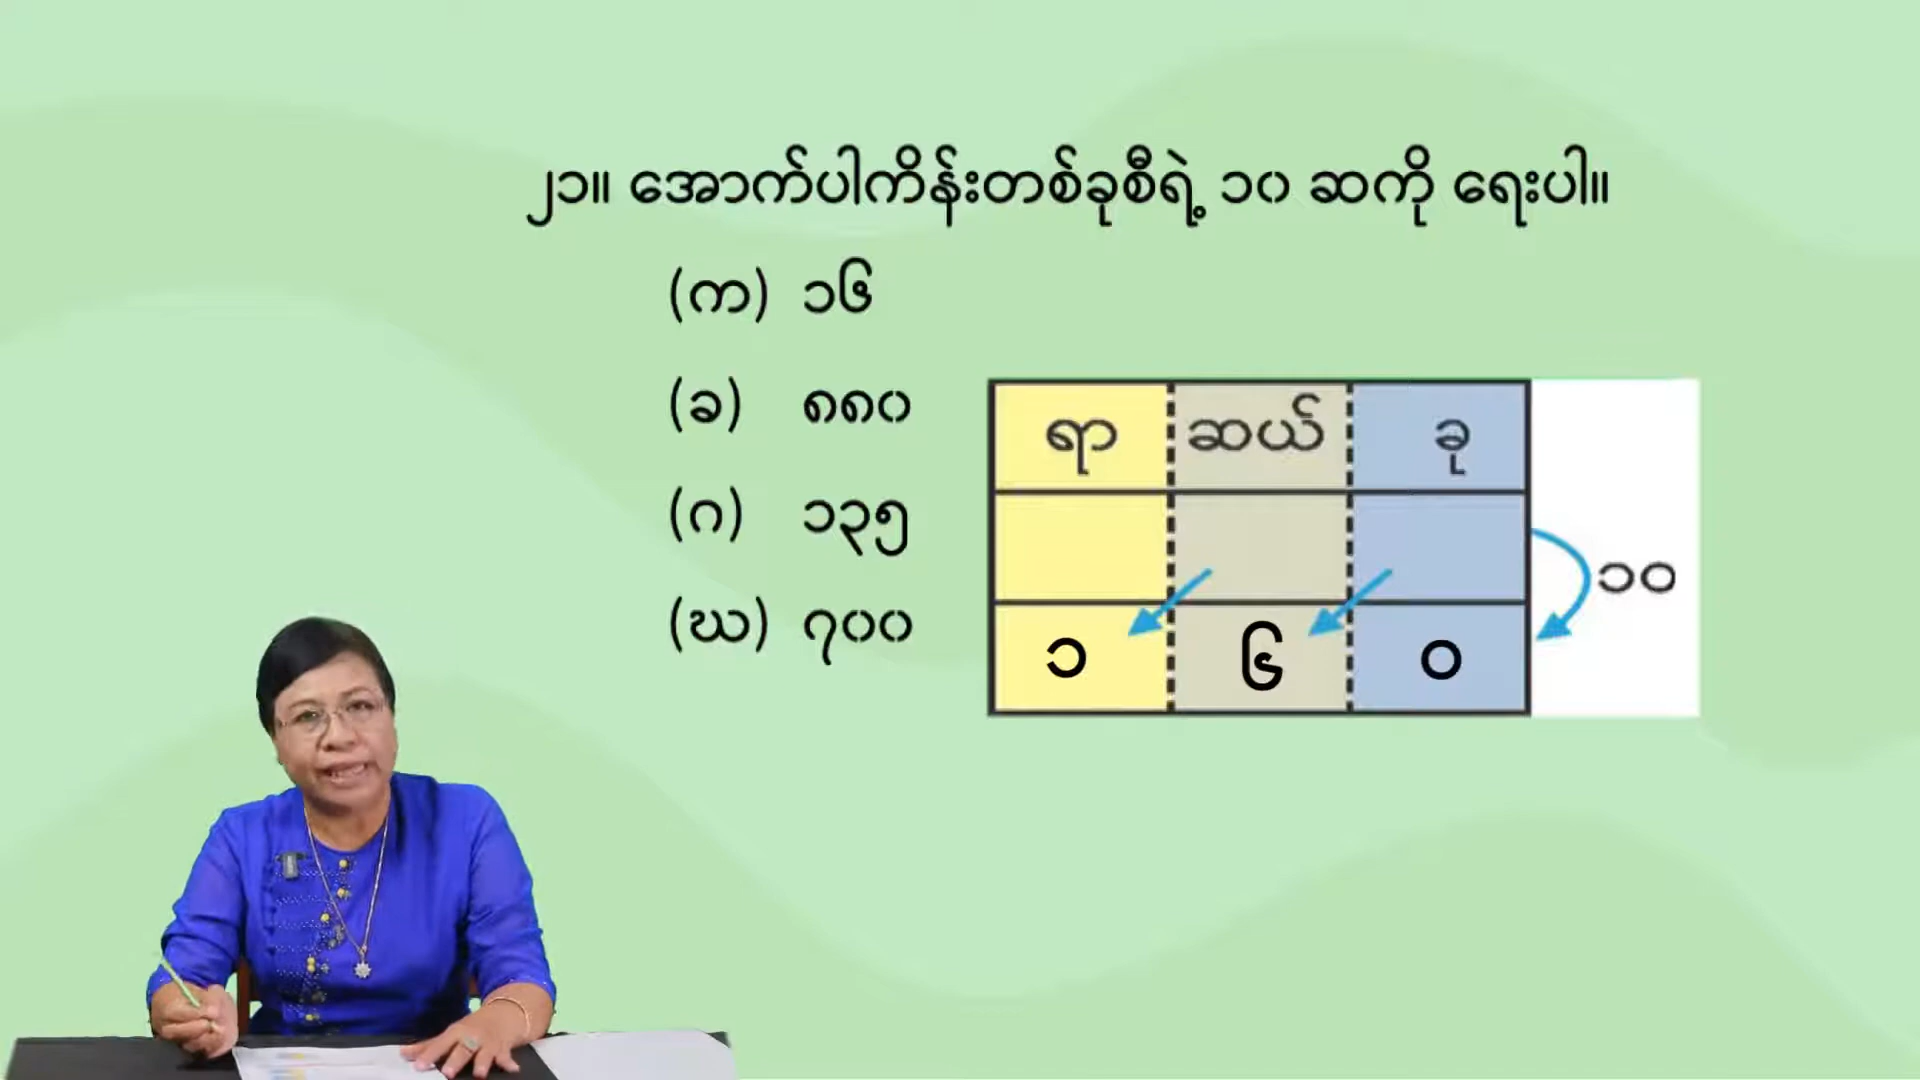 ၂၁။ အောက်ပါကိန်းတစ်ခုစီရဲ့ ၁၀ ဆကို ရေးပါ။
(က) ၁၆
(ခ) ၈၈၀
(ဂ) ၁၃၅
(ဃ) ၇၀၀
ရာ ဆယ် ခု
၁၀
၁ ၆ ၀